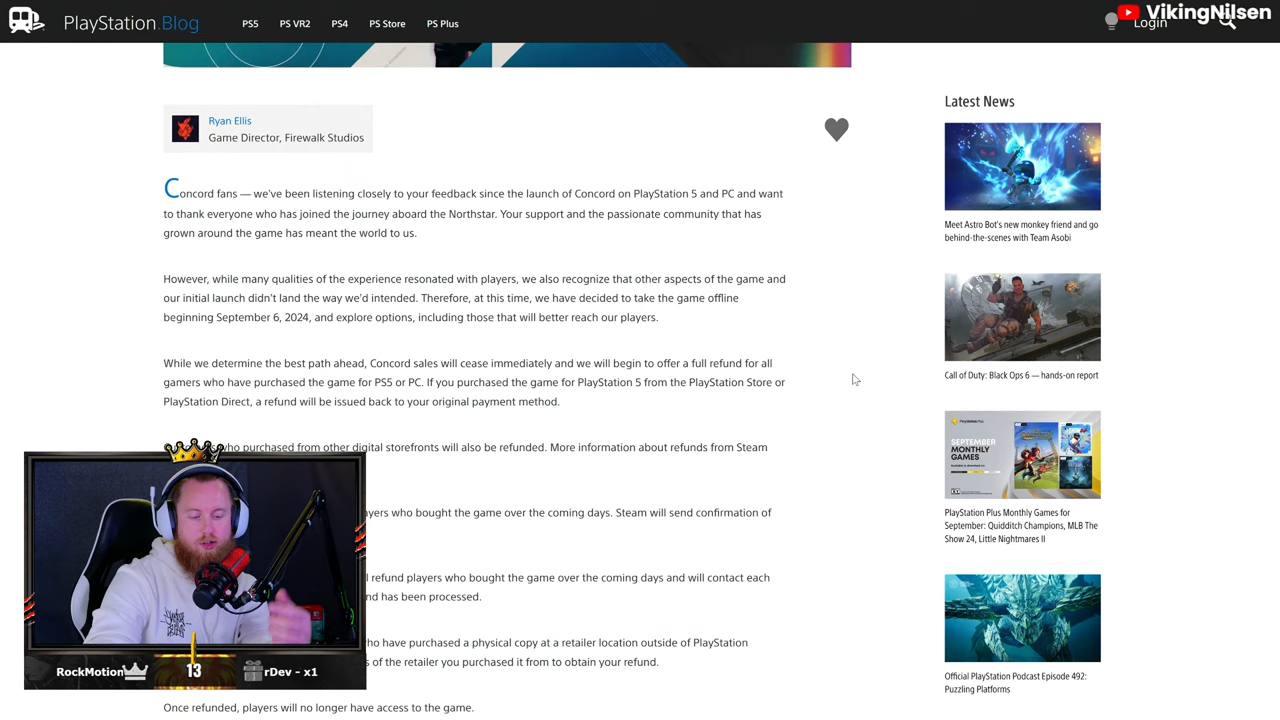 PlayStation.Blog
PS5 PS VR2 PS4 PS Store PS Plus
Login
VikingNilsen
Ryan Ellis
Game Director, Firewalk Studios
Concord fans — we've been listening closely to your feedback since the launch of Concord on PlayStation 5 and PC and want
to thank everyone who has joined the journey aboard the Northstar. Your support and the passionate community that has
grown around the game has meant the world to us.
However, while many qualities of the experience resonated with players, we also recognize that other aspects of the game and
our initial launch didn't land the way we'd intended. Therefore, at this time, we have decided to take the game offline
beginning September 6, 2024, and explore options, including those that will better reach our players.
While we determine the best path ahead, Concord sales will cease immediately and we will begin to offer a full refund for all
gamers who have purchased the game for PS5 or PC. If you purchased the game for PlayStation 5 from the PlayStation Store or
PlayStation Direct, a refund will be issued back to your original payment method.
who purchased from other digital storefronts will also be refunded. More information about refunds from Steam
who bought the game over the coming days. Steam will send confirmation of
refund players who bought the game over the coming days and will contact each
has been processed.
have purchased a physical copy at a retailer location outside of PlayStation
of the retailer you purchased it from to obtain your refund.
Once refunded, players will no longer have access to the game.
Latest News
Meet Astro Bot's new monkey friend and go
behind-the-scenes with Team Asobi
Call of Duty: Black Ops 6 — hands-on report
SEPTEMBER
MONTHLY
GAMES
PlayStation Plus Monthly Games for
September: Quidditch Champions, MLB The
Show 24, Little Nightmares II
Official PlayStation Podcast Episode 492:
Puzzling Platforms
RockMotion 13 rDev - x1